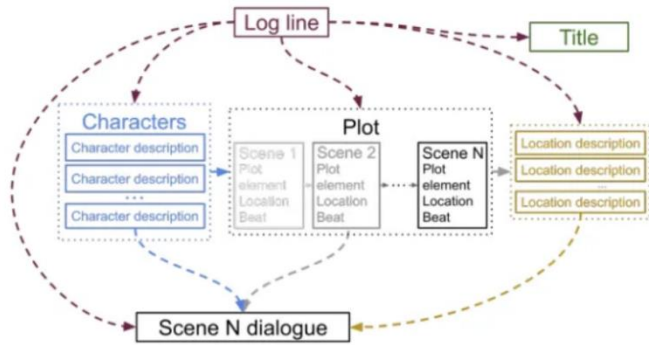 Log line
Title
Characters
Character description
Character description
...
Character description
Plot
Scene 1
Plot
element
Location
Beat
Scene 2
Plot
element
Location
Beat
Scene N
Plot
element
Location
Beat
Location description
Location description
...
Location description
Scene N dialogue